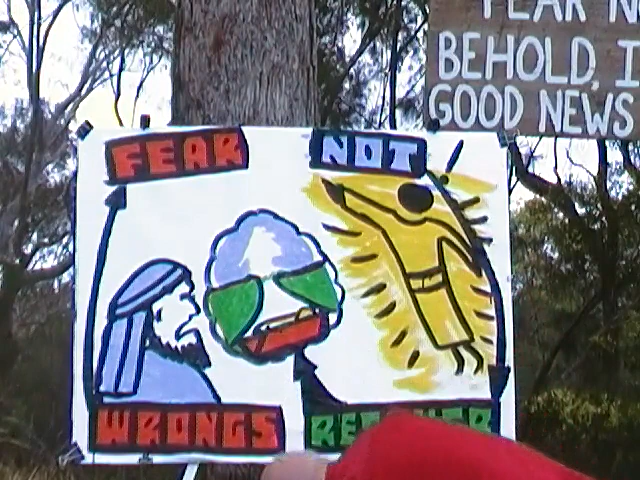 FEAR N
BEHOLD, I
GOOD NEWS
FEAR NOT
WRONGS